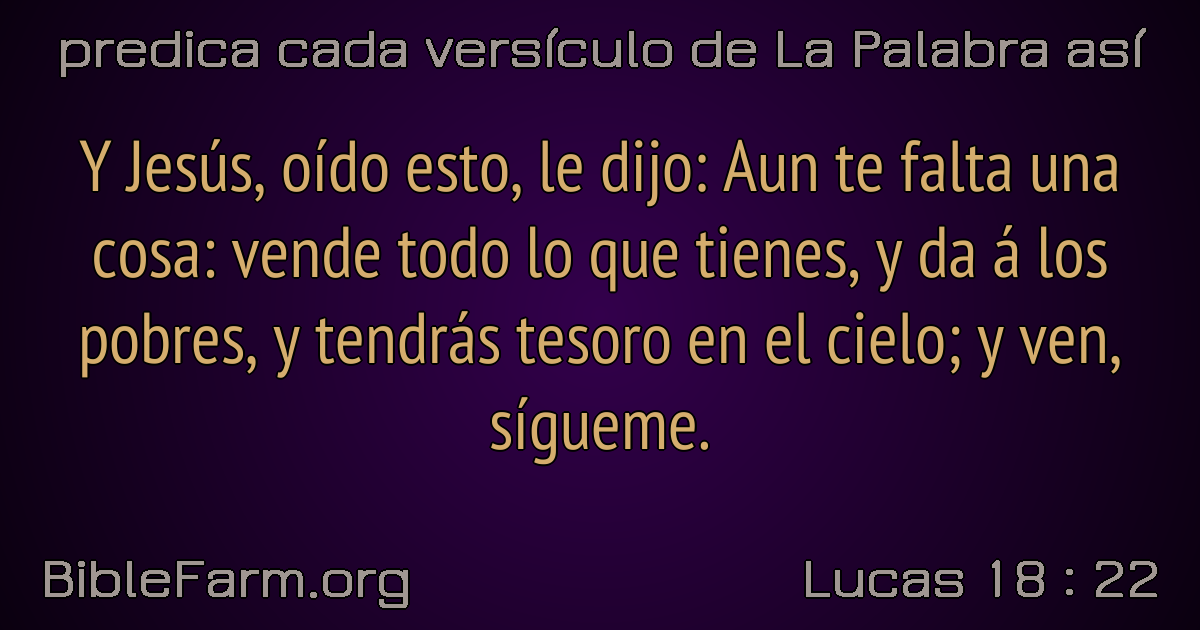 predica cada versículo de La Palabra así
Y Jesús, oído esto, le dijo: Aun te falta una
cosa: vende todo lo que tienes, y da á los
pobres, y tendrás tesoro en el cielo; y ven,
sígueme.
BibleFarm.org
Lucas 18 : 22